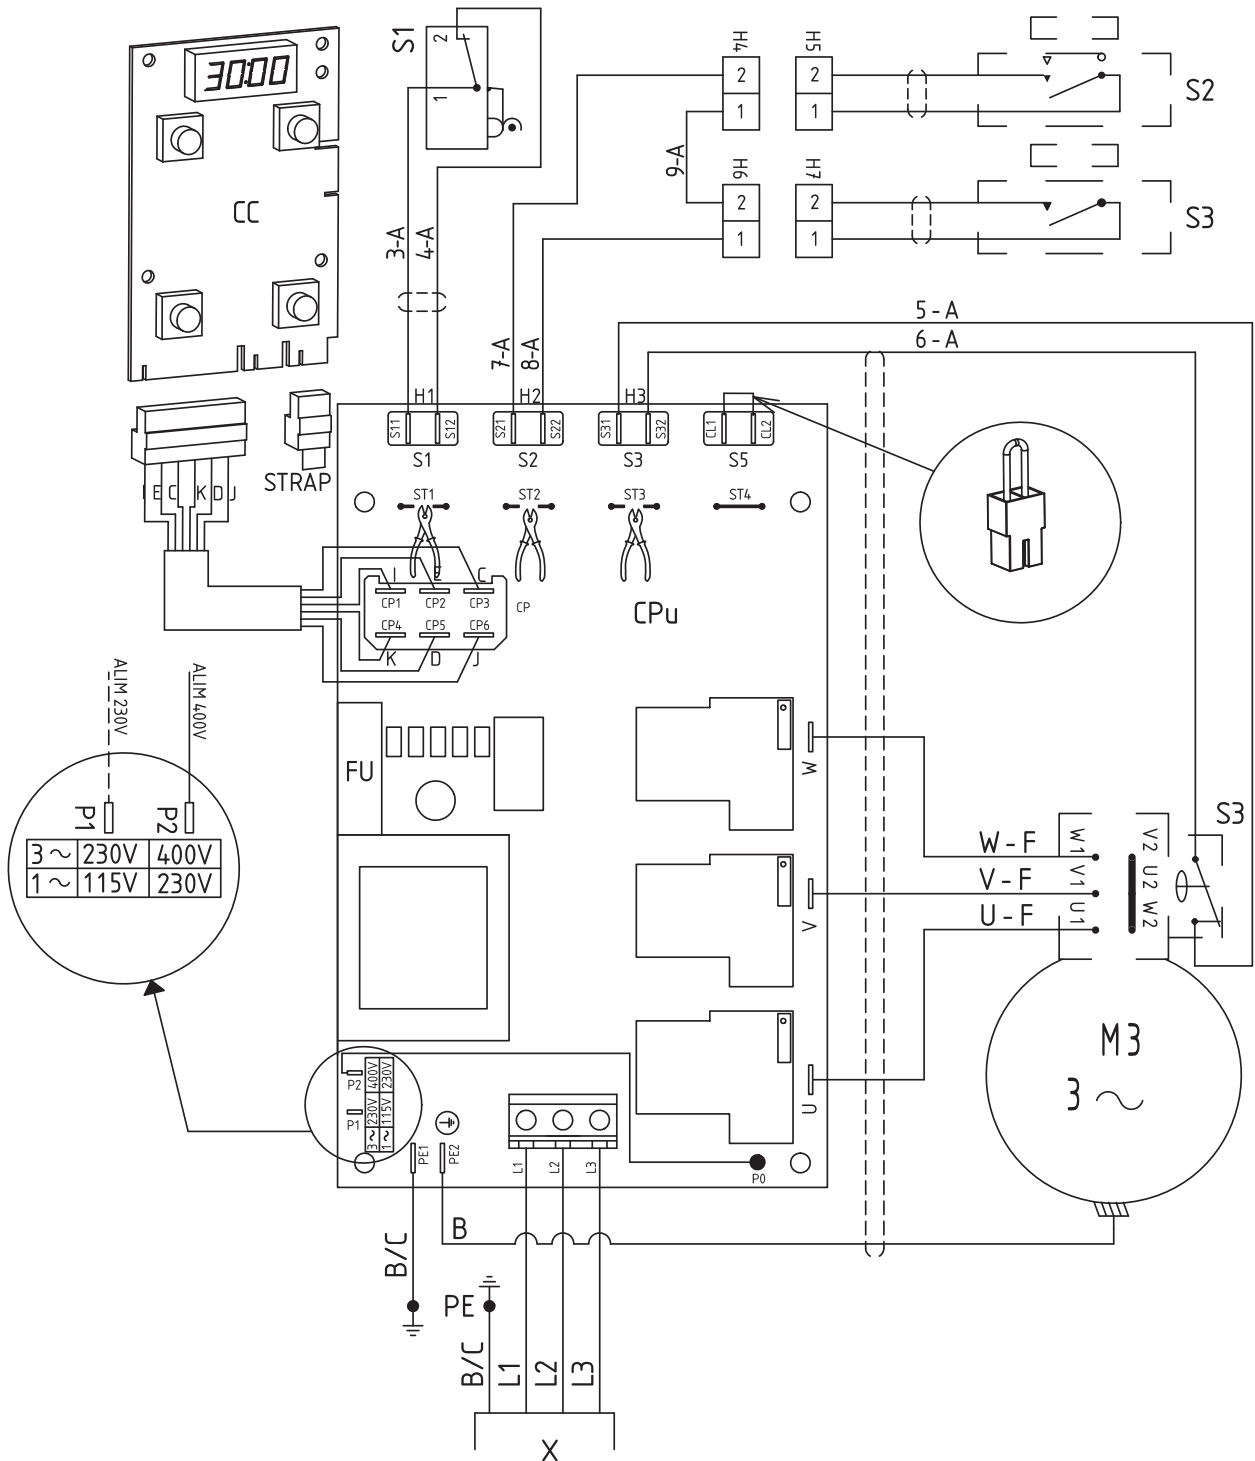 30:00
CC
S1
2
1
H4
2
1
H5
2
1
S2
9-A
H6
2
1
H7
2
1
S3
3-A
4-A
7-A
8-A
5 - A
6 - A
H1
H2
H3
S11
S12
S21
S22
S31
S32
CL1
CL2
S1
S2
S3
S5
I
E
C
K
D
J
STRAP
ST1
ST2
ST3
ST4
I
E
C
CP1
CP2
CP3
CP
CP4
CP5
CP6
K
D
J
CPu
ALIM 230V
ALIM 400V
P1
P2
3 ~ 230V 400V
1 ~ 115V 230V
FU
W
V
U
W - F
V - F
U - F
W1
V1
U1
V2
U2
W2
S3
M3
3 ~
P2
P1
400V
230V
230V
115V
3 ~
1 ~
PE1
PE2
L1
L2
L3
P0
B/C
B
PE
B/C
L1
L2
L3
X